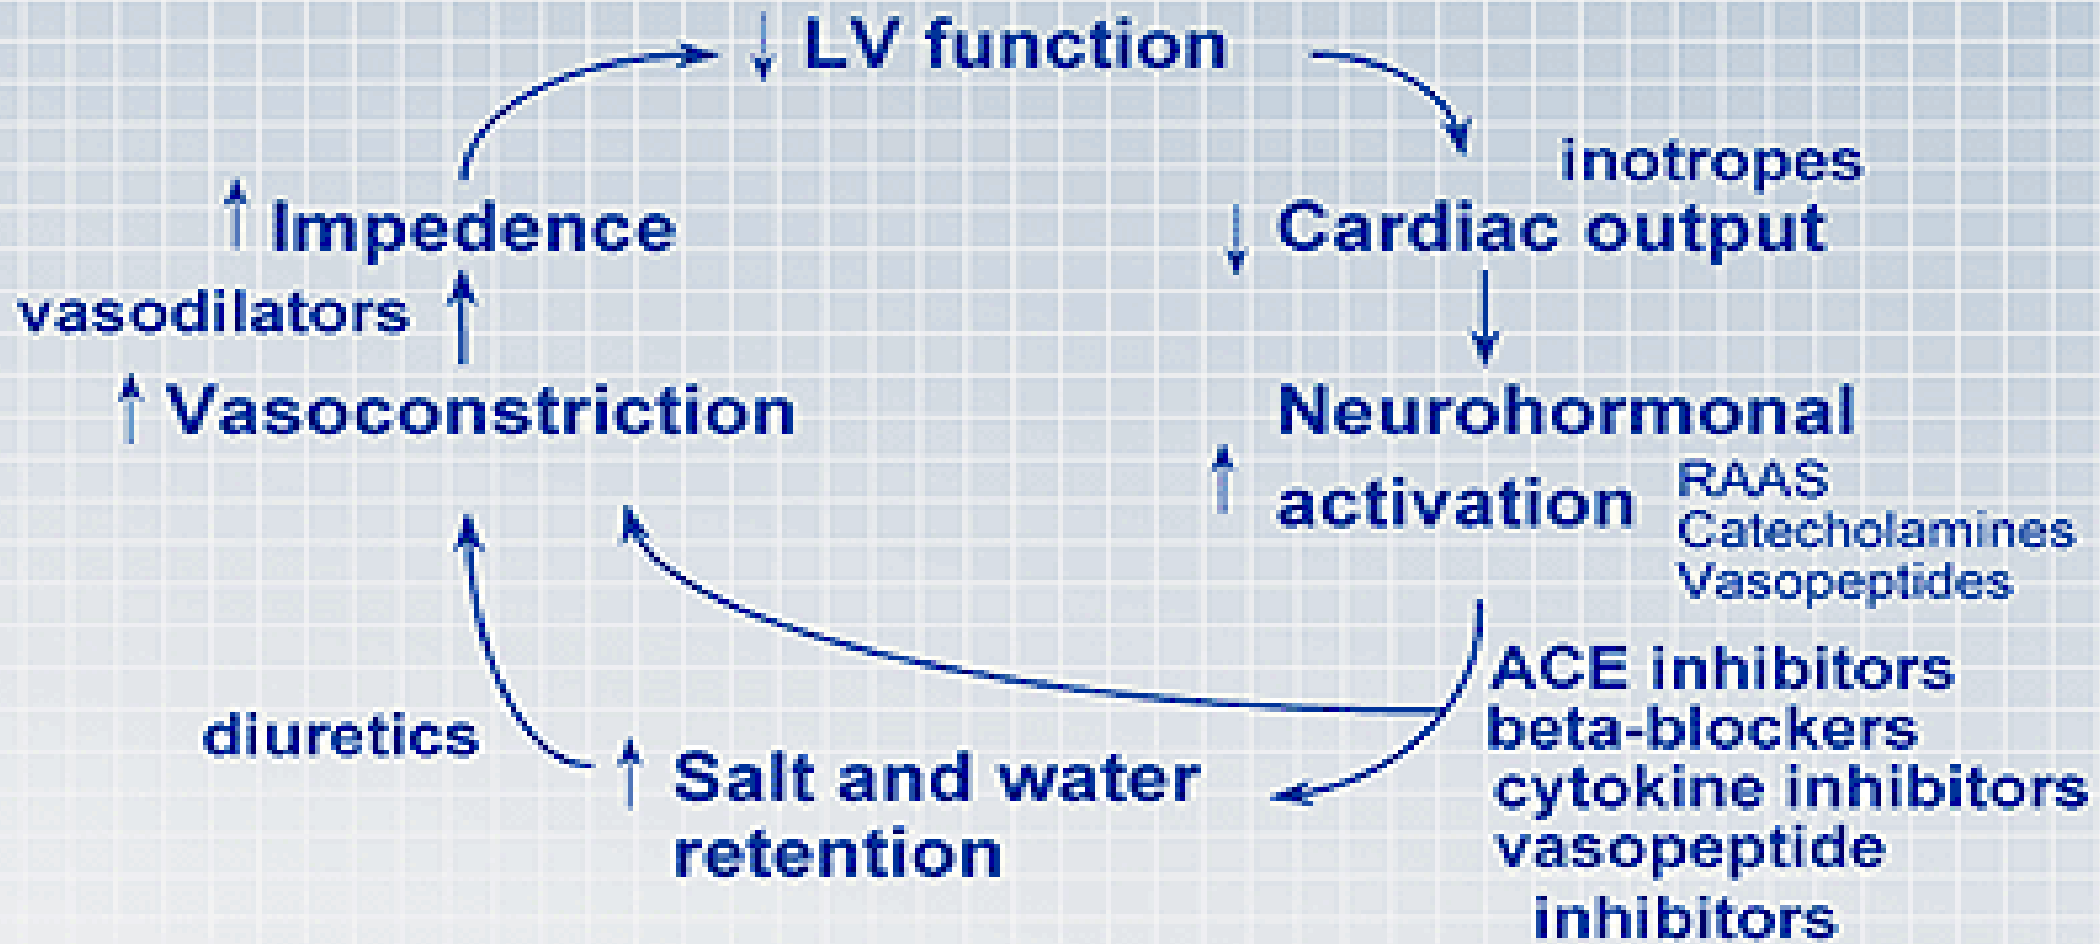 ↓ LV function
inotropes
↑ Impedence
↓ Cardiac output
vasodilators
↑ Vasoconstriction
Neurohormonal
↑ activation
RAAS
Catecholamines
Vasopeptides
ACE inhibitors
beta-blockers
cytokine inhibitors
vasopeptide
inhibitors
diuretics
↑ Salt and water
retention